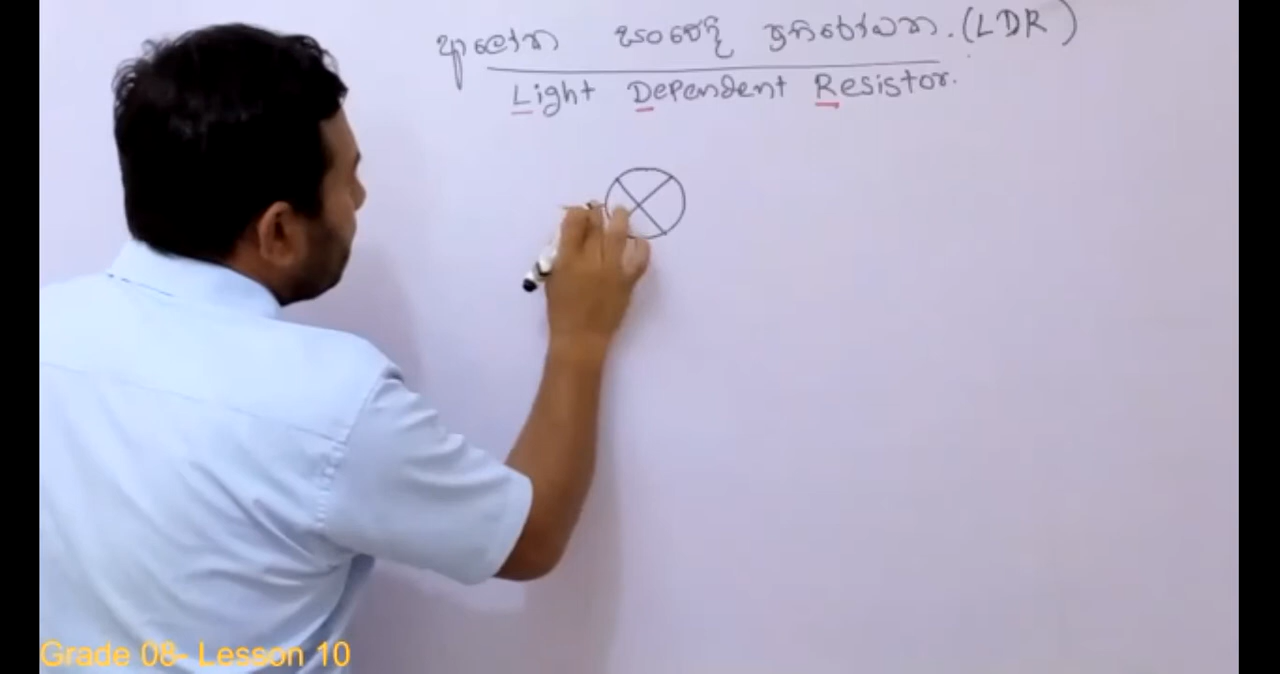 ආලෝක සංවේදී ප්‍රතිරෝධක. (LDR)
Light Dependent Resistor.
Grade 08- Lesson 10